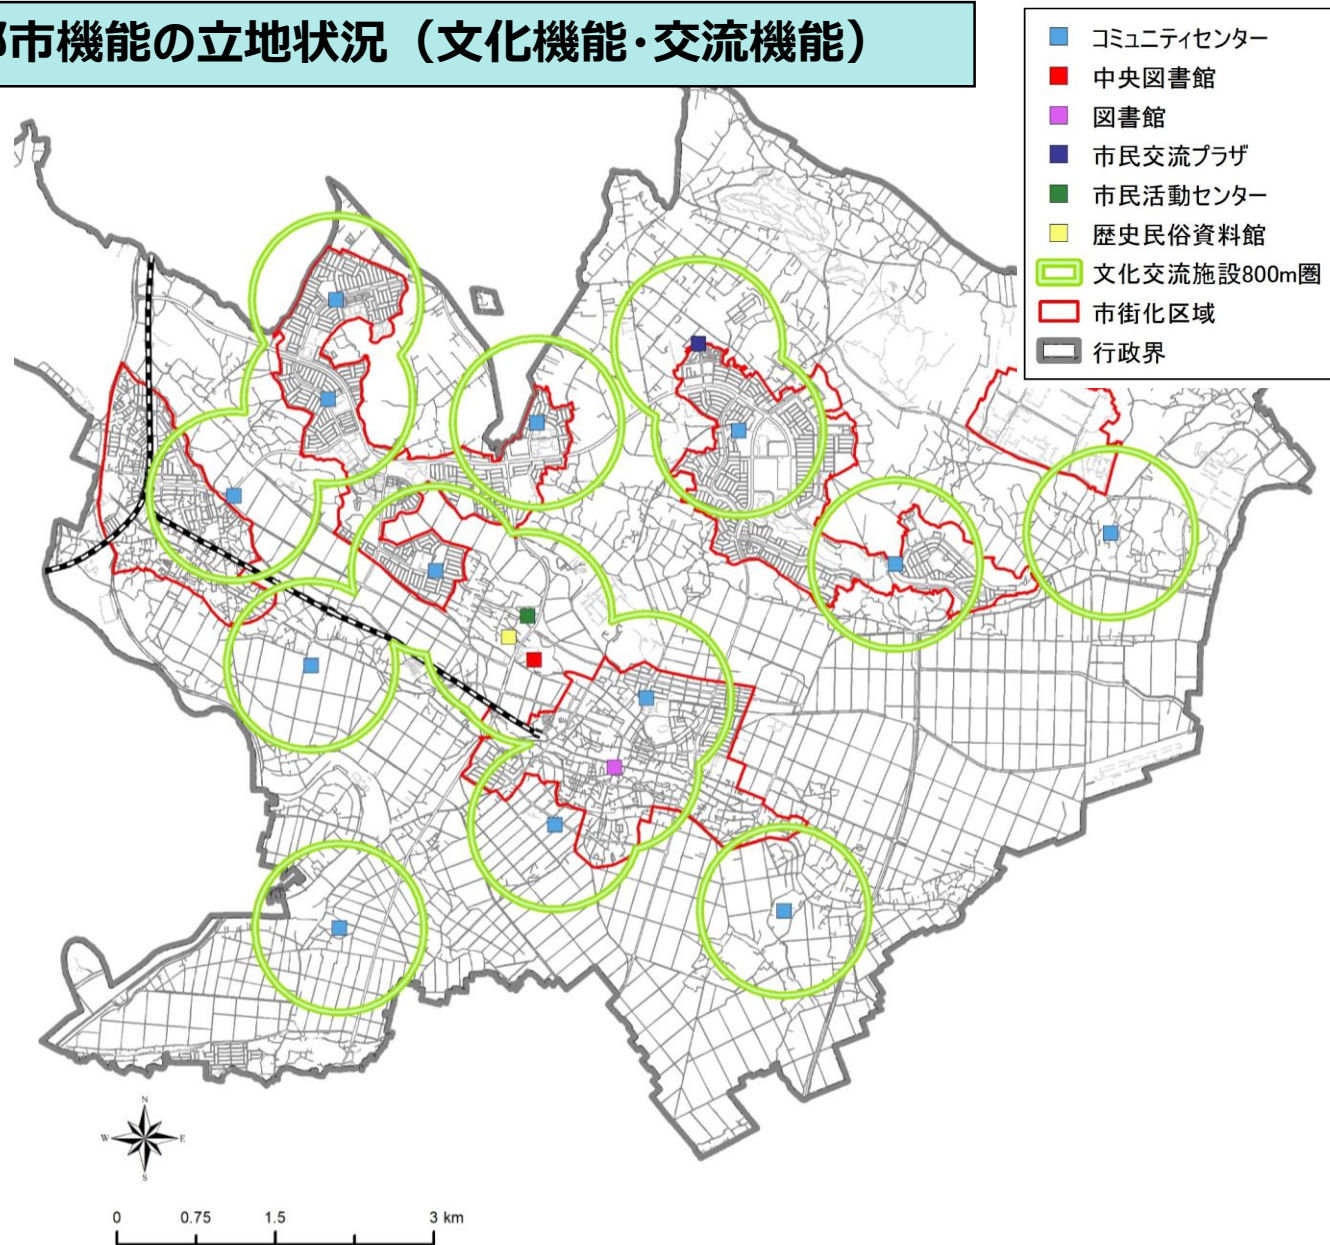 市機能の立地状況（文化機能・交流機能）
コミュニティセンター
中央図書館
図書館
市民交流プラザ
市民活動センター
歴史民俗資料館
文化交流施設800m圏
市街化区域
行政界
N
W E
S
0 0.75 1.5 3 km